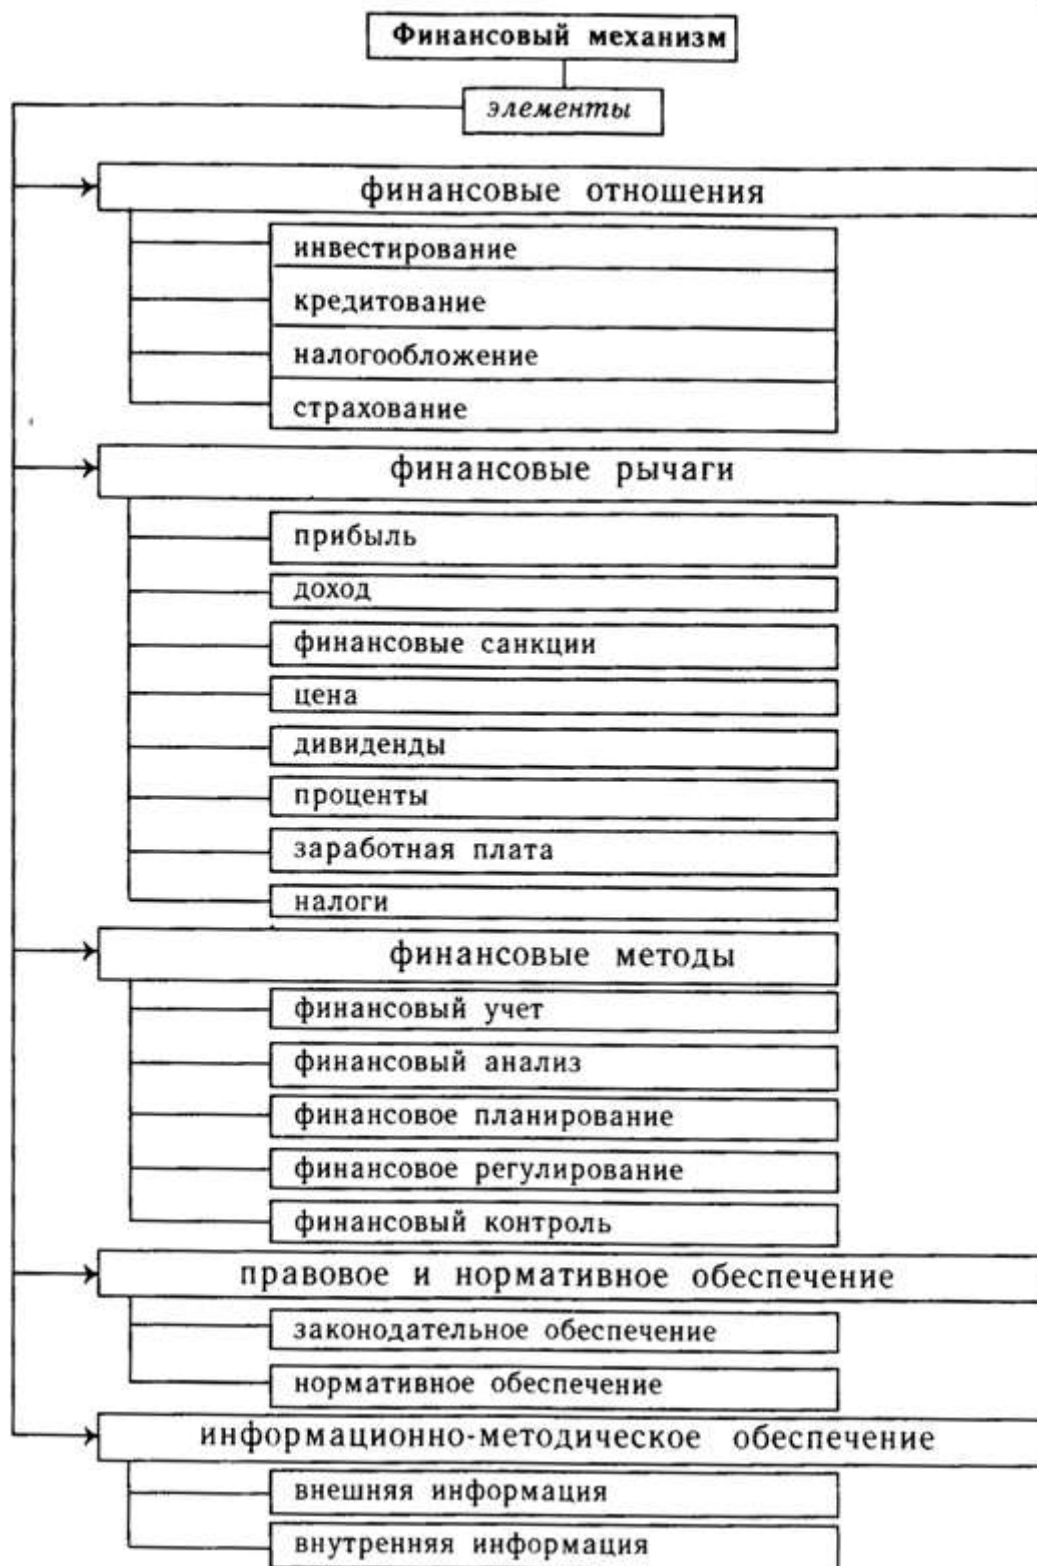 Финансовый механизм
элементы
финансовые отношения
инвестирование
кредитование
налогообложение
страхование
финансовые рычаги
прибыль
доход
финансовые санкции
цена
дивиденды
проценты
заработная плата
налоги
финансовые методы
финансовый учет
финансовый анализ
финансовое планирование
финансовое регулирование
финансовый контроль
правовое и нормативное обеспечение
законодательное обеспечение
нормативное обеспечение
информационно-методическое обеспечение
внешняя информация
внутренняя информация